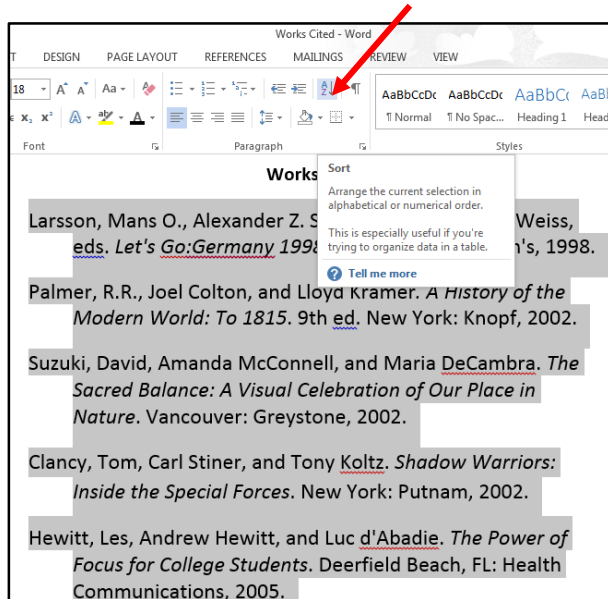 Works Cited - Word
DESIGN PAGE LAYOUT REFERENCES MAILINGS REVIEW VIEW
18 Aa
Font Paragraph Styles
AaBbCcDc AaBbCcDc AaBbC
¶ Normal ¶ No Spac... Heading 1
Works
Sort
Arrange the current selection in
alphabetical or numerical order.
This is especially useful if you're
trying to organize data in a table.
Tell me more
Larsson, Mans O., Alexander Z. Weiss,
eds. Let's Go:Germany 1998 1998.
Palmer, R.R., Joel Colton, and Lloyd Kramer. A History of the
Modern World: To 1815. 9th ed. New York: Knopf, 2002.
Suzuki, David, Amanda McConnell, and Maria DeCambra. The
Sacred Balance: A Visual Celebration of Our Place in
Nature. Vancouver: Greystone, 2002.
Clancy, Tom, Carl Stiner, and Tony Koltz. Shadow Warriors:
Inside the Special Forces. New York: Putnam, 2002.
Hewitt, Les, Andrew Hewitt, and Luc d'Abadie. The Power of
Focus for College Students. Deerfield Beach, FL: Health
Communications, 2005.